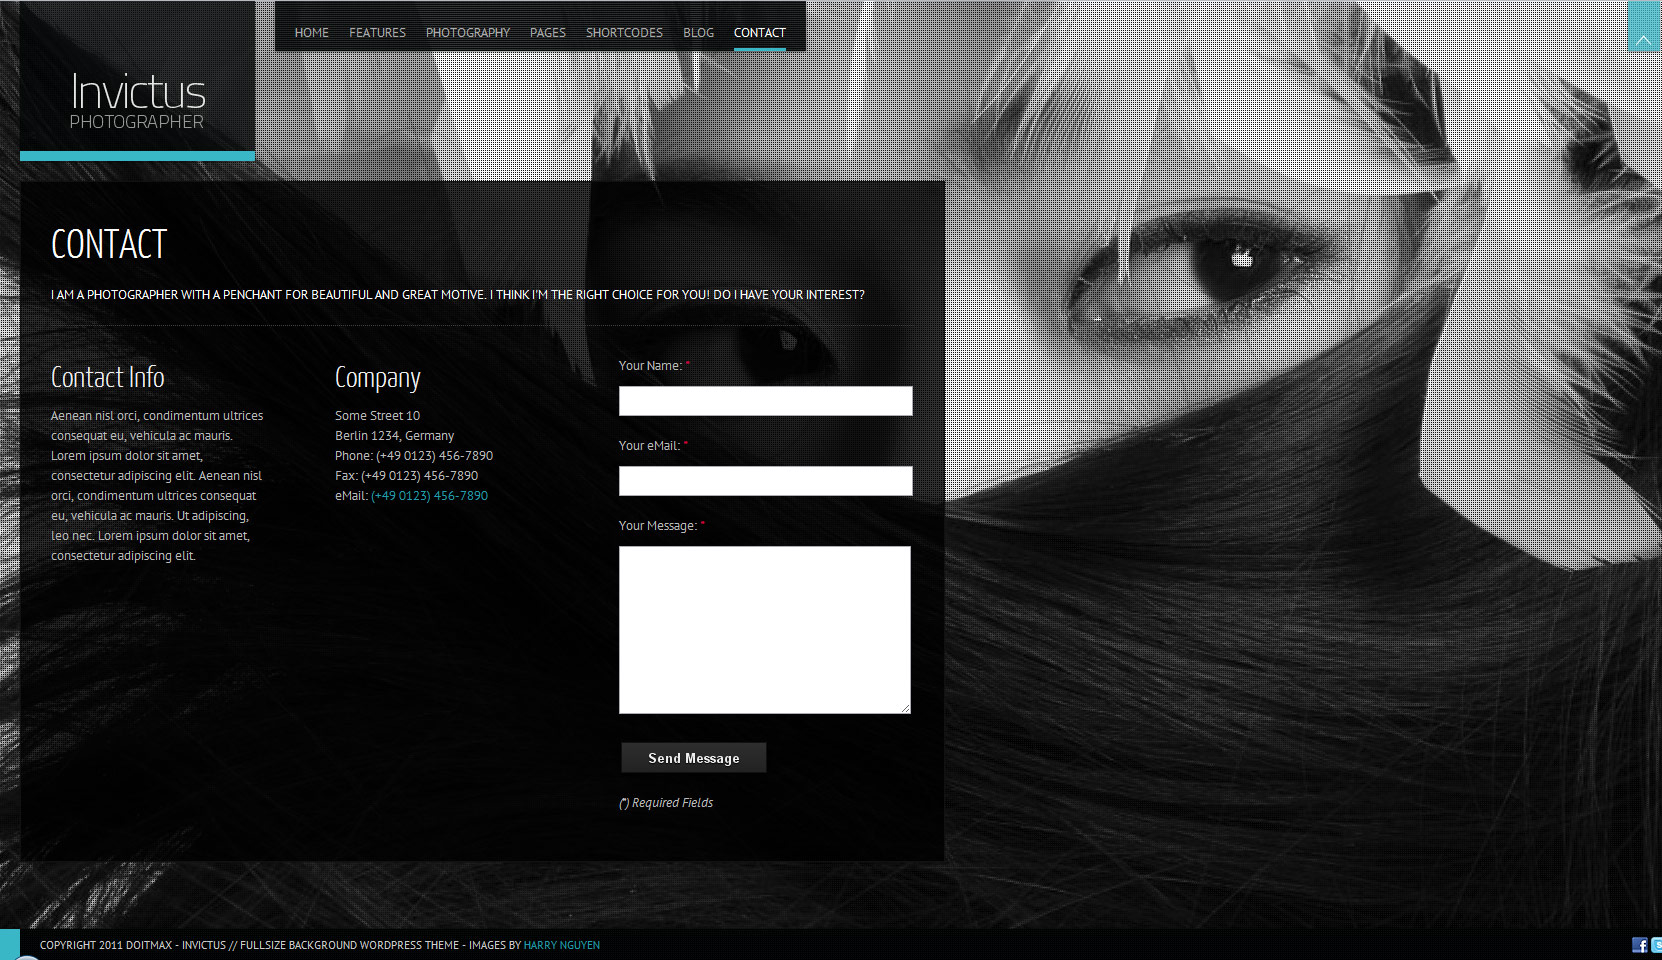 HOME FEATURES PHOTOGRAPHY PAGES SHORTCODES BLOG CONTACT
Invictus
PHOTOGRAPHER
CONTACT
I AM A PHOTOGRAPHER WITH A PENCHANT FOR BEAUTIFUL AND GREAT MOTIVE. I THINK I'M THE RIGHT CHOICE FOR YOU! DO I HAVE YOUR INTEREST?
Contact Info
Aenean nisl orci, condimentum ultrices
consequat eu, vehicula ac mauris.
Lorem ipsum dolor sit amet,
consectetur adipiscing elit. Aenean nisl
orci, condimentum ultrices consequat
eu, vehicula ac mauris. Ut adipiscing,
leo nec. Lorem ipsum dolor sit amet,
consectetur adipiscing elit.
Company
Some Street 10
Berlin 1234, Germany
Phone: (+49 0123) 456-7890
Fax: (+49 0123) 456-7890
eMail: (+49 0123) 456-7890
Your Name: *
Your eMail: *
Your Message: *
Send Message
(*) Required Fields
COPYRIGHT 2011 DOITMAX - INVICTUS // FULLSIZE BACKGROUND WORDPRESS THEME - IMAGES BY HARRY NGUYEN